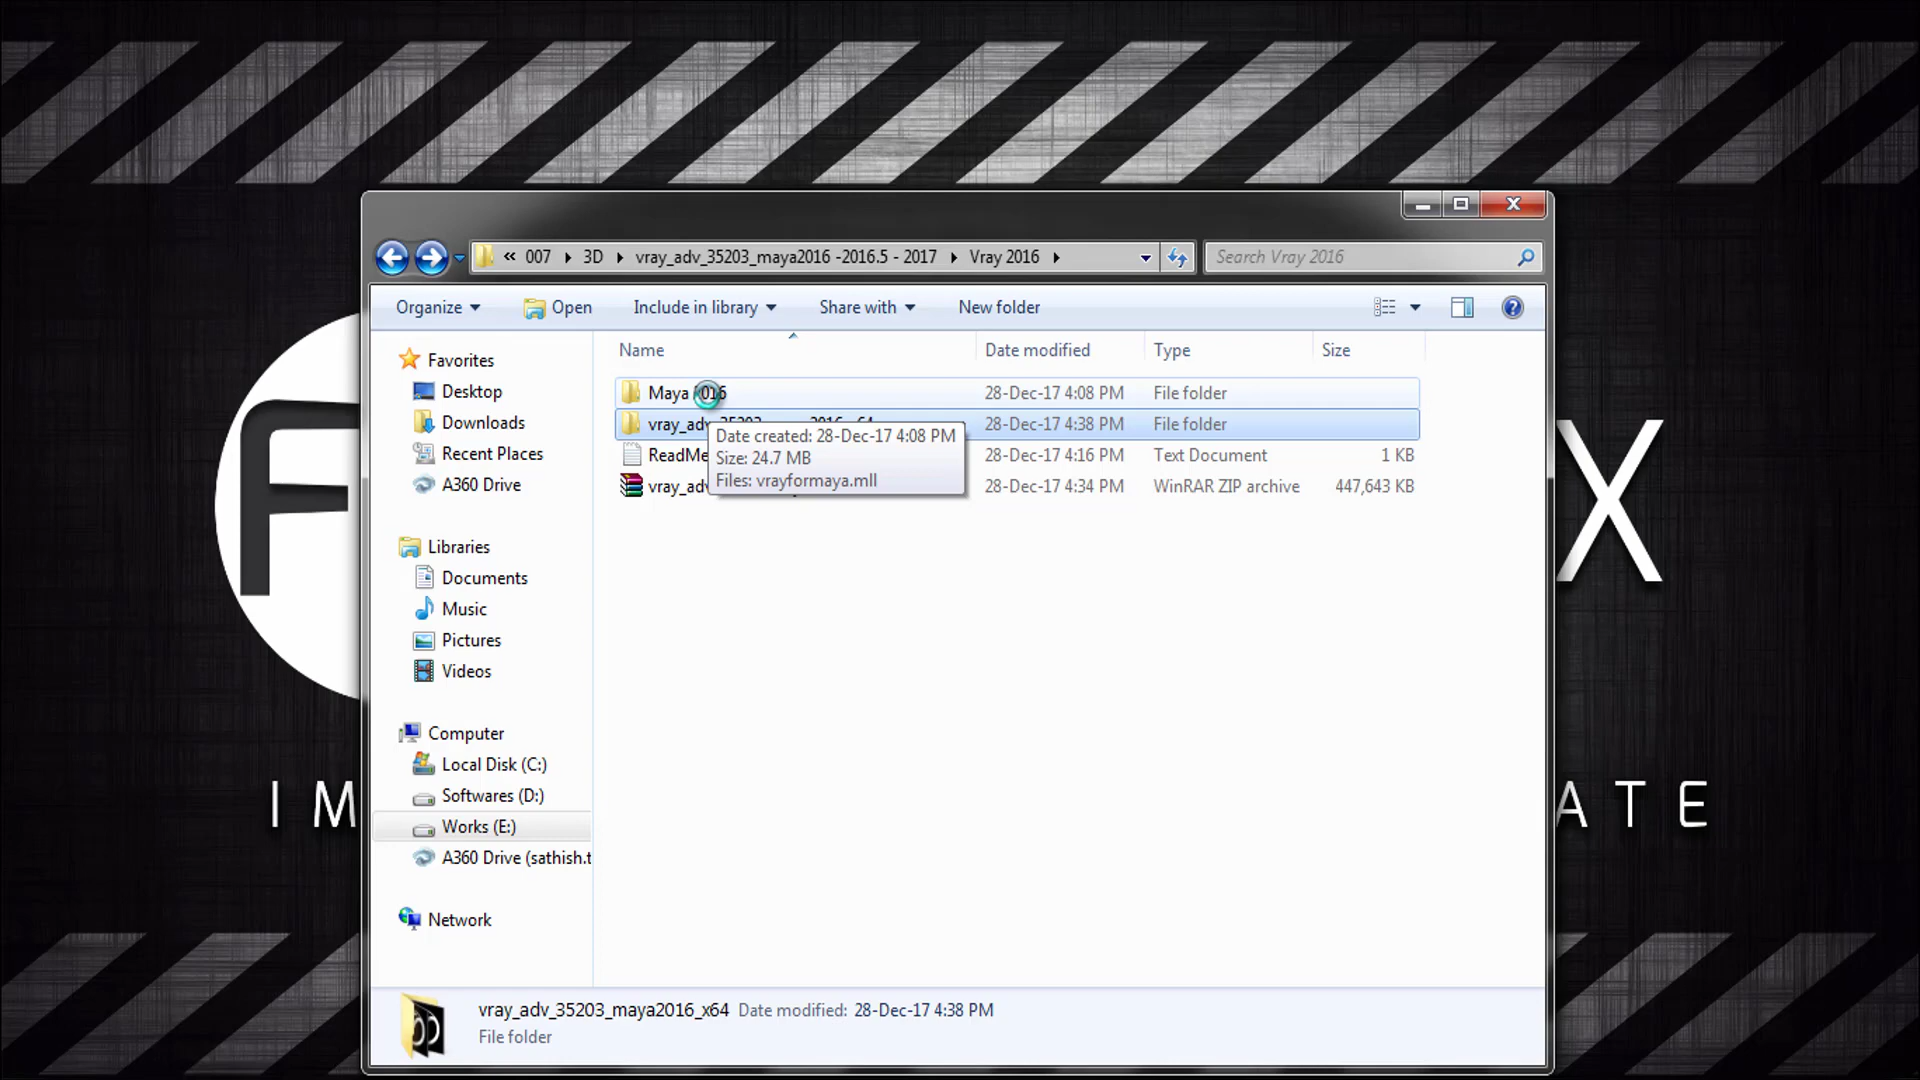 « 007 ▸ 3D ▸ vray_adv_35203_maya2016 -2016.5 - 2017 ▸ Vray 2016 ▸
Search Vray 2016
Organize Open Include in library Share with New folder
Name Date modified Type Size
Favorites
Desktop
Downloads
Recent Places
A360 Drive
Libraries
Documents
Music
Pictures
Videos
Computer
Local Disk (C:)
Softwares (D:)
Works (E:)
A360 Drive (sathish.t
Network
Maya 2016 28-Dec-17 4:08 PM File folder
28-Dec-17 4:38 PM File folder
ReadMe 28-Dec-17 4:16 PM Text Document 1 KB
vray_adv 28-Dec-17 4:34 PM WinRAR ZIP archive 447,643 KB
Date created: 28-Dec-17 4:08 PM
Size: 24.7 MB
Files: vrayformaya.mll
vray_adv_35203_maya2016_x64 Date modified: 28-Dec-17 4:38 PM
File folder
F X
I M A T E